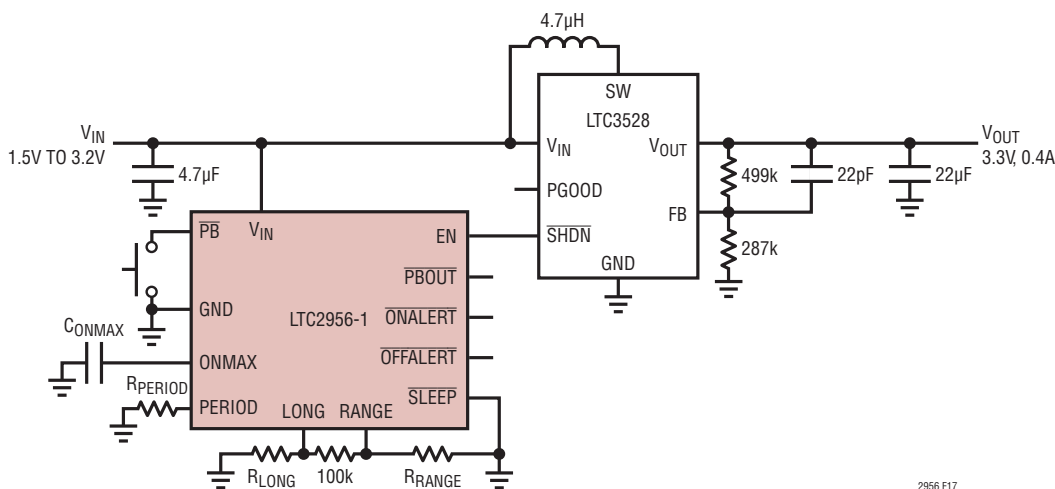 4.7µH
SW
LTC3528
V_IN
1.5V TO 3.2V
4.7µF
V_IN
V_OUT
PGOOD
FB
SHDN
GND
499k
22pF
22µF
287k
V_OUT
3.3V, 0.4A
PB
V_IN
EN
PBOUT
GND
LTC2956-1
ONALERT
C_ONMAX
ONMAX
OFFALERT
R_PERIOD
PERIOD
LONG
RANGE
SLEEP
R_LONG
100k
R_RANGE
2956 F17